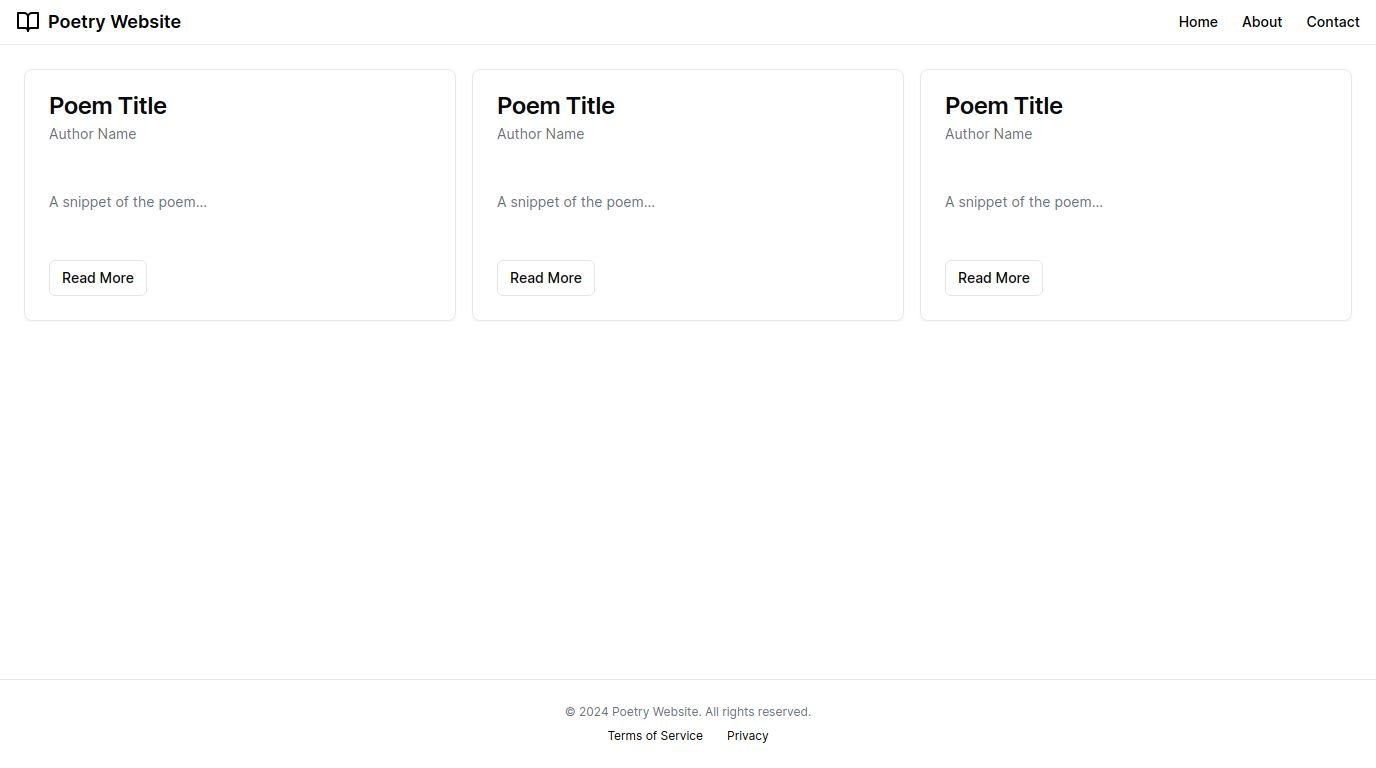 Poetry Website
Home About Contact
Poem Title
Author Name
A snippet of the poem...
Read More
Poem Title
Author Name
A snippet of the poem...
Read More
Poem Title
Author Name
A snippet of the poem...
Read More
© 2024 Poetry Website. All rights reserved.
Terms of Service Privacy